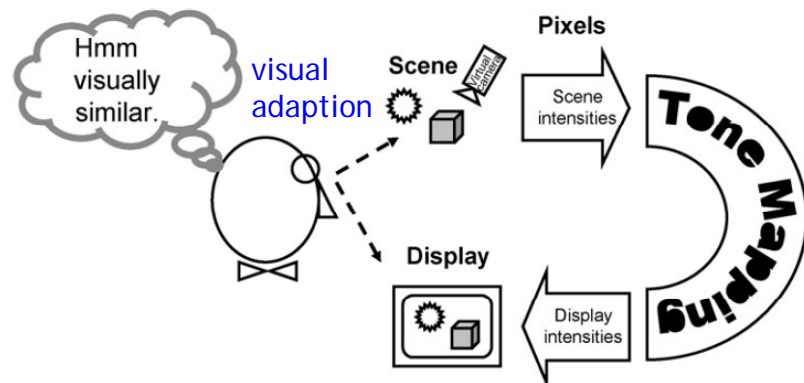 Hmm
visually
similar.
visual
adaption
Scene
Virtual
camera
Pixels
Scene
intensities
Tone Mapping
Display
Display
intensities